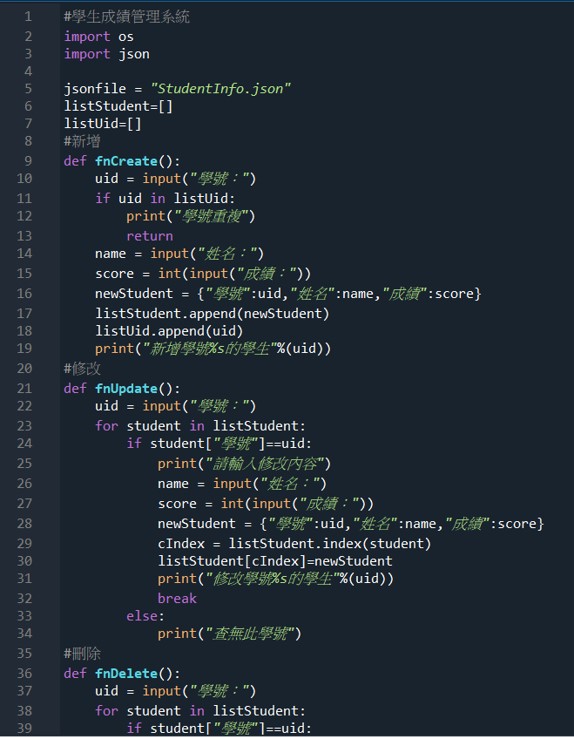 1 #學生成績管理系統
2 import os
3 import json
4
5 jsonfile = "StudentInfo.json"
6 listStudent=[]
7 listUid=[]
8 #新增
9 def fnCreate():
10     uid = input("學號：")
11     if uid in listUid:
12         print("學號重複")
13         return
14     name = input("姓名：")
15     score = int(input("成績："))
16     newStudent = {"學號":uid,"姓名":name,"成績":score}
17     listStudent.append(newStudent)
18     listUid.append(uid)
19     print("新增學號%s的學生"%(uid))
20 #修改
21 def fnUpdate():
22     uid = input("學號：")
23     for student in listStudent:
24         if student["學號"]==uid:
25             print("請輸入修改內容")
26             name = input("姓名：")
27             score = int(input("成績："))
28             newStudent = {"學號":uid,"姓名":name,"成績":score}
29             cIndex = listStudent.index(student)
30             listStudent[cIndex]=newStudent
31             print("修改學號%s的學生"%(uid))
32             break
33         else:
34             print("查無此學號")
35 #刪除
36 def fnDelete():
37     uid = input("學號：")
38     for student in listStudent:
39         if student["學號"]==uid: